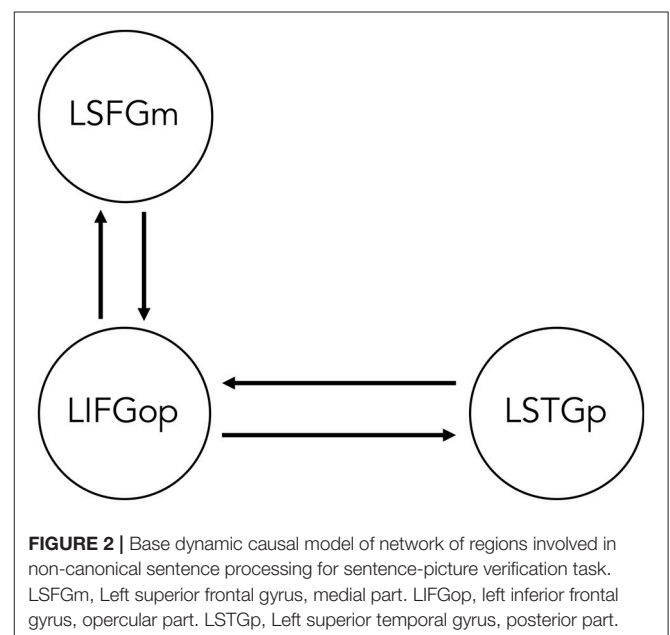 LSFGm
LIFGop
LSTGp
FIGURE 2 | Base dynamic causal model of network of regions involved in
non-canonical sentence processing for sentence-picture verification task.
LSFGm, Left superior frontal gyrus, medial part. LIFGop, left inferior frontal
gyrus, opercular part. LSTGp, Left superior temporal gyrus, posterior part.